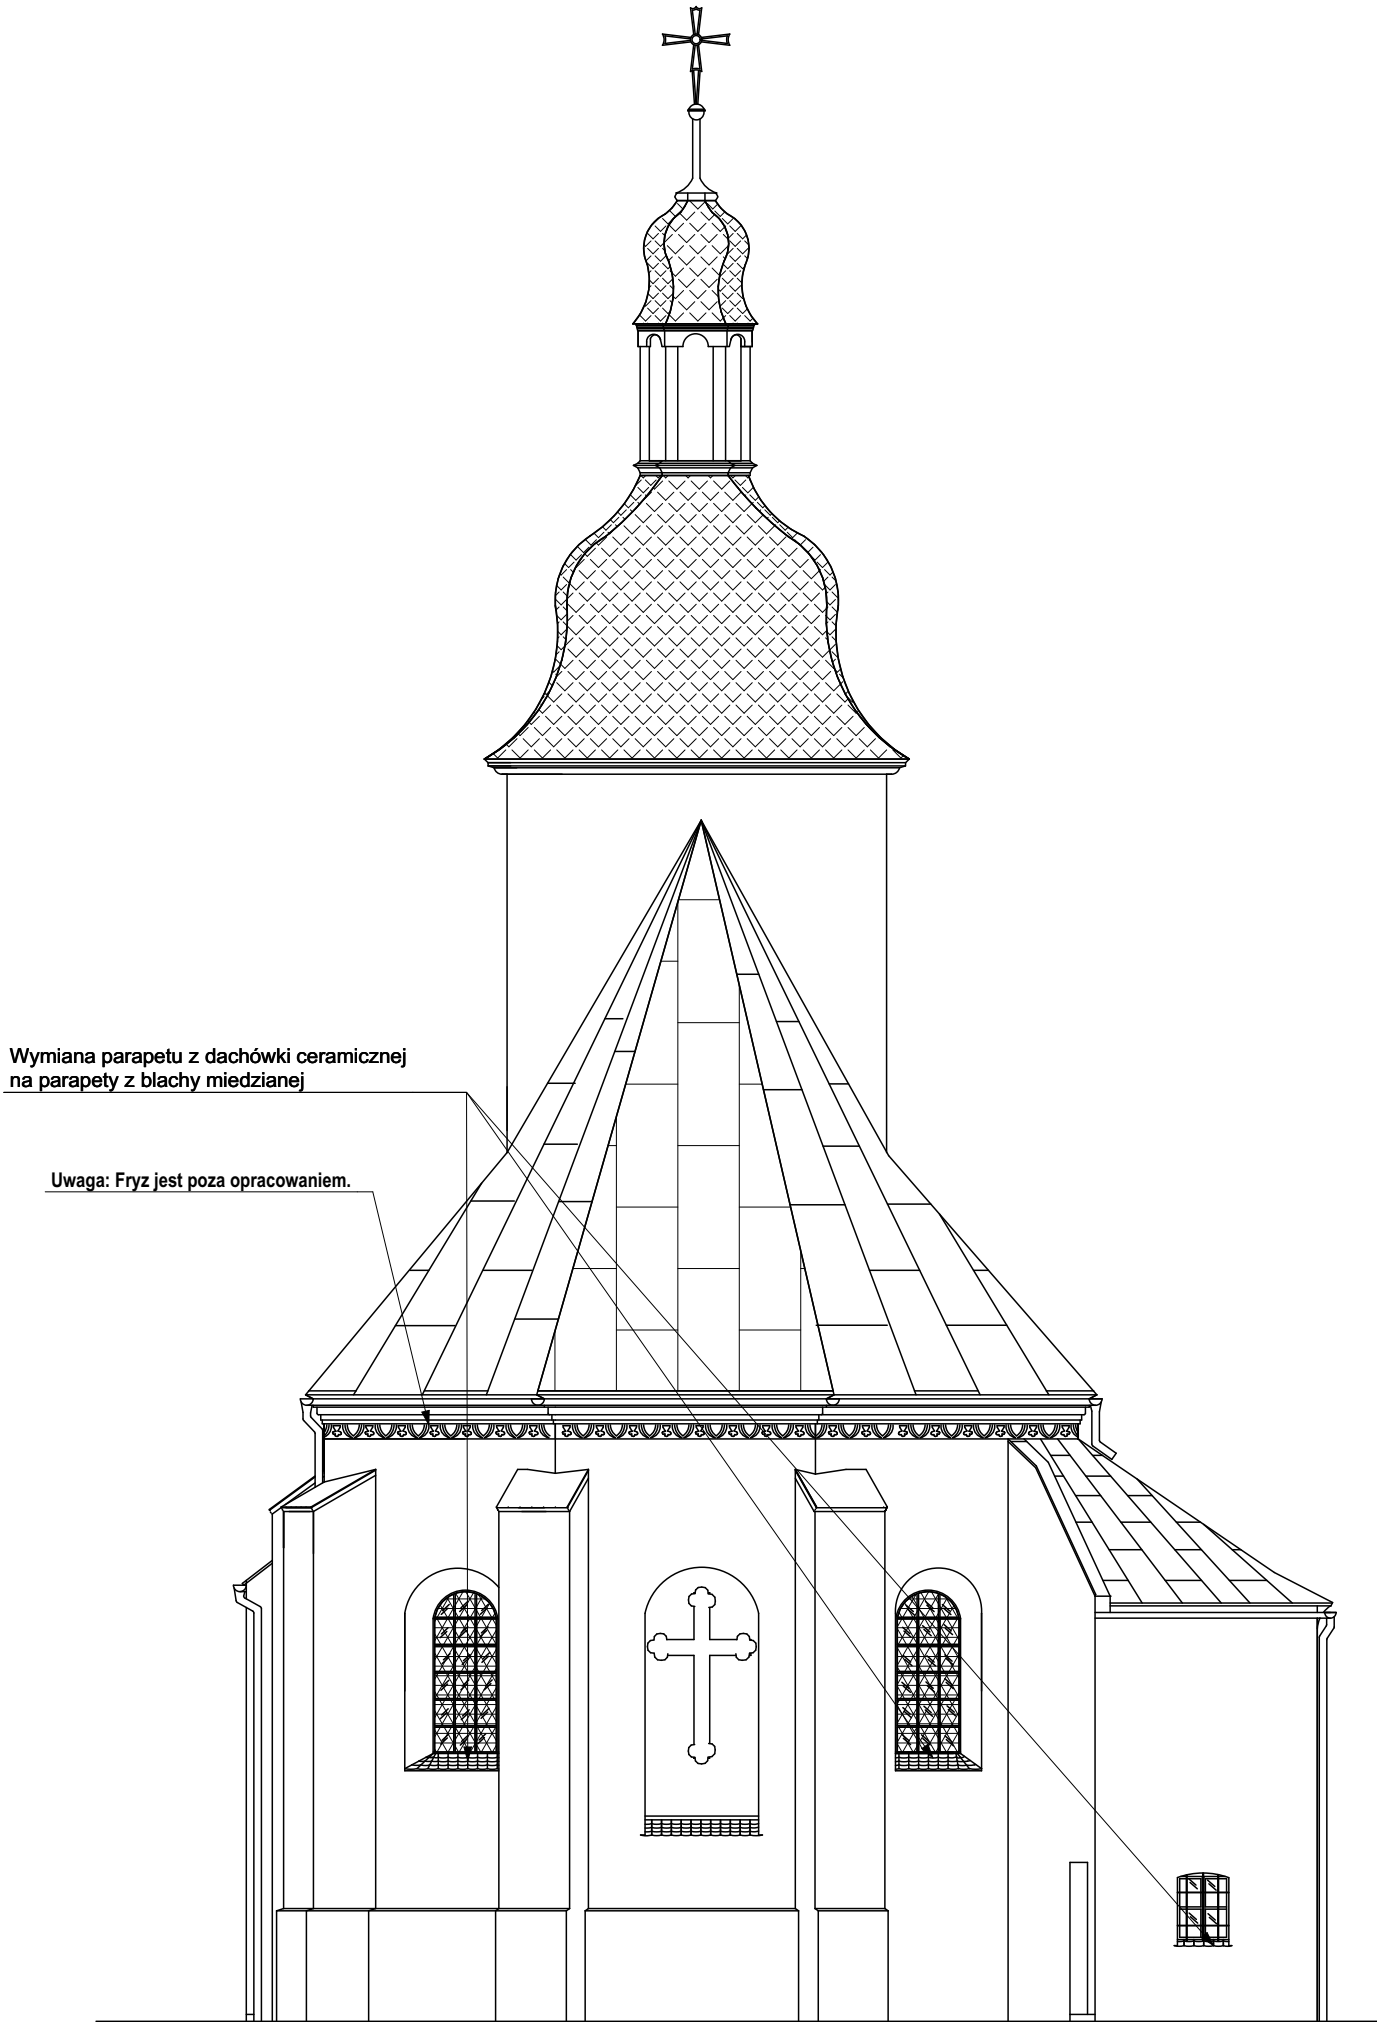 Wymiana parapetu z dachówki ceramicznej
na parapety z blachy miedzianej
Uwaga: Fryz jest poza opracowaniem.